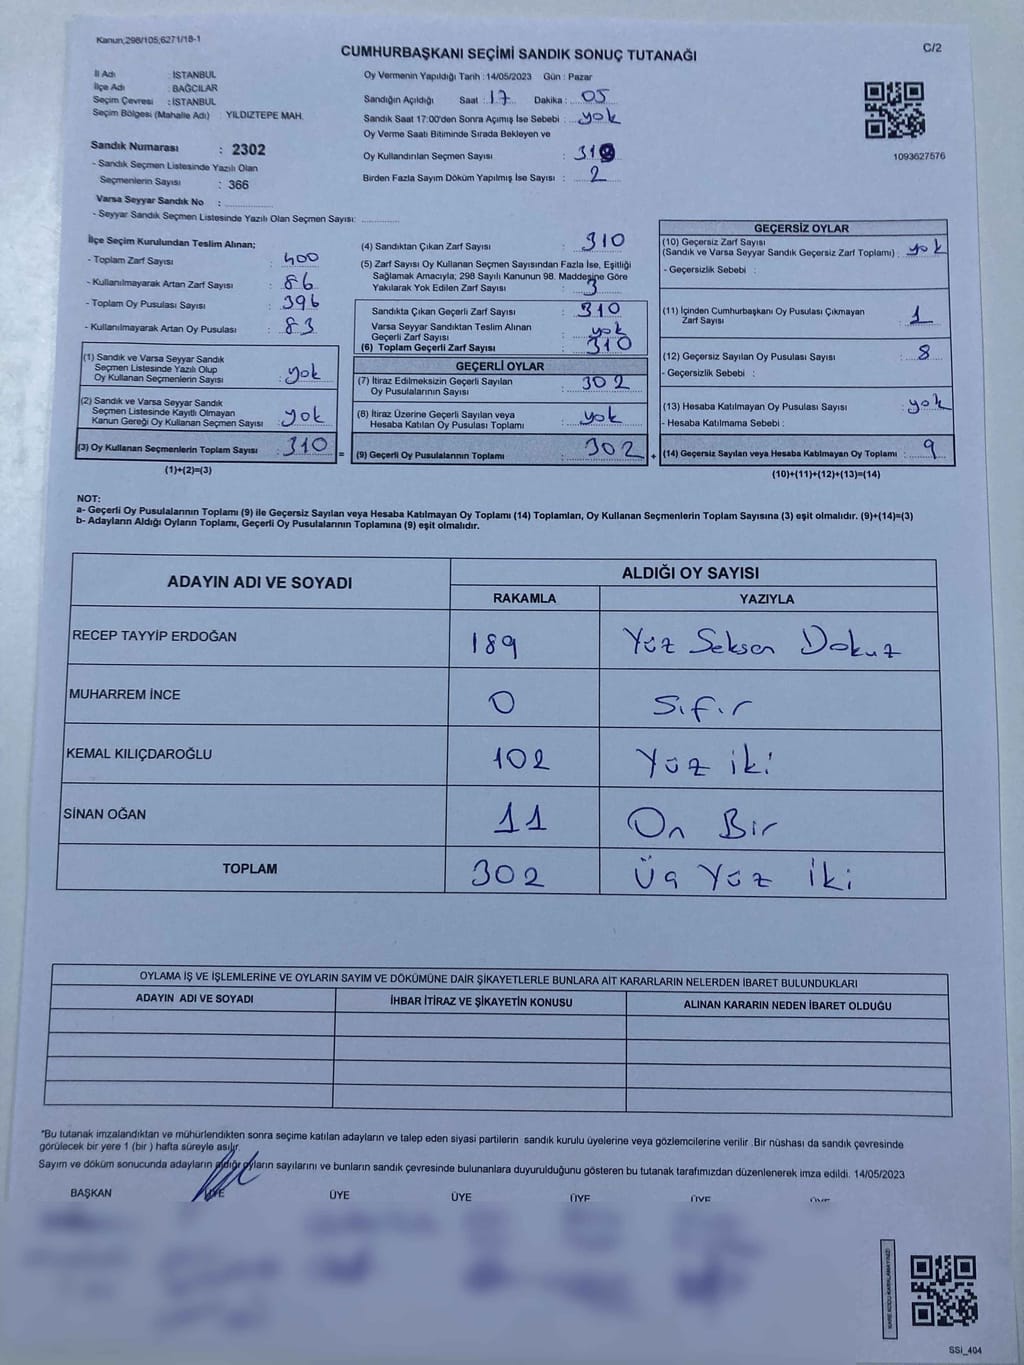 Kanun;298/105,6271/18-1
C/2
CUMHURBAŞKANI SEÇİMİ SANDIK SONUÇ TUTANAĞI
İl Adı : İSTANBUL
İlçe Adı : BAĞCILAR
Seçim Çevresi : İSTANBUL
Seçim Bölgesi (Mahalle Adı) : YILDIZTEPE MAH.
Sandık Numarası : 2302
- Sandık Seçmen Listesinde Yazılı Olan
Seçmenlerin Sayısı : 366
Varsa Seyyar Sandık No :
- Seyyar Sandık Seçmen Listesinde Yazılı Olan Seçmen Sayısı:
Oy Vermenin Yapıldığı Tarih :14/05/2023 Gün : Pazar
Sandığın Açıldığı Saat : 17 Dakika : 05
Sandık Saat 17:00'den Sonra Açımış İse Sebebi : yok
Oy Verme Saati Bitiminde Sırada Bekleyen ve
Oy Kullandırılan Seçmen Sayısı : 310
Birden Fazla Sayım Döküm Yapılmış İse Sayısı : 2
1093627576
İlçe Seçim Kurulundan Teslim Alınan;
- Toplam Zarf Sayısı : 400
- Kullanılmayarak Artan Zarf Sayısı : 86
- Toplam Oy Pusulası Sayısı : 396
- Kullanılmayarak Artan Oy Pusulası : 83
(1) Sandık ve Varsa Seyyar Sandık
Seçmen Listesinde Yazılı Olup
Oy Kullanan Seçmenlerin Sayısı : yok
(2) Sandık ve Varsa Seyyar Sandık
Seçmen Listesinde Kayıtlı Olmayan
Kanun Gereği Oy Kullanan Seçmen Sayısı : yok
(3) Oy Kullanan Seçmenlerin Toplam Sayısı : 310
(1)+(2)=(3)
(4) Sandıktan Çıkan Zarf Sayısı : 310
(5) Zarf Sayısı Oy Kullanan Seçmen Sayısından Fazla İse, Eşitliği
Sağlamak Amacıyla; 298 Sayılı Kanunun 98. Maddesine Göre
Yakılarak Yok Edilen Zarf Sayısı : 3
Sandıkta Çıkan Geçerli Zarf Sayısı : 310
Varsa Seyyar Sandıktan Teslim Alınan
Geçerli Zarf Sayısı : yok
(6) Toplam Geçerli Zarf Sayısı : 310
GEÇERLİ OYLAR
(7) İtiraz Edilmeksizin Geçerli Sayılan
Oy Pusulalarının Sayısı : 302
(8) İtiraz Üzerine Geçerli Sayılan veya
Hesaba Katılan Oy Pusulası Toplamı : yok
= (9) Geçerli Oy Pusulalarının Toplamı : 302 +
GEÇERSİZ OYLAR
(10) Geçersiz Zarf Sayısı
(Sandık ve Varsa Seyyar Sandık Geçersiz Zarf Toplamı) : yok
- Geçersizlik Sebebi :
(11) İçinden Cumhurbaşkanı Oy Pusulası Çıkmayan
Zarf Sayısı : 1
(12) Geçersiz Sayılan Oy Pusulası Sayısı : 8
- Geçersizlik Sebebi :
(13) Hesaba Katılmayan Oy Pusulası Sayısı : yok
- Hesaba Katılmama Sebebi :
(14) Geçersiz Sayılan veya Hesaba Katılmayan Oy Toplamı : 9
(10)+(11)+(12)+(13)=(14)
NOT:
a- Geçerli Oy Pusulalarının Toplamı (9) ile Geçersiz Sayılan veya Hesaba Katılmayan Oy Toplamı (14) Toplamları, Oy Kullanan Seçmenlerin Toplam Sayısına (3) eşit olmalıdır. (9)+(14)=(3)
b- Adayların Aldığı Oyların Toplamı, Geçerli Oy Pusulalarının Toplamına (9) eşit olmalıdır.
ADAYIN ADI VE SOYADI ALDIĞI OY SAYISI
RAKAMLA YAZIYLA
RECEP TAYYİP ERDOĞAN 189 Yüz Seksen Dokuz
MUHARREM İNCE 0 Sıfır
KEMAL KILIÇDAROĞLU 102 Yüz iki
SİNAN OĞAN 11 On Bir
TOPLAM 302 Üç Yüz İki
OYLAMA İŞ VE İŞLEMLERİNE VE OYLARIN SAYIM VE DÖKÜMÜNE DAİR ŞİKAYETLERLE BUNLARA AİT KARARLARIN NELERDEN İBARET BULUNDUKLARI
ADAYIN ADI VE SOYADI İHBAR İTİRAZ VE ŞİKAYETİN KONUSU ALINAN KARARIN NEDEN İBARET OLDUĞU
*Bu tutanak imzalandıktan ve mühürlendikten sonra seçime katılan adayların ve talep eden siyasi partilerin sandık kurulu üyelerine veya gözlemcilerine verilir .Bir nüshası da sandık çevresinde
görülecek bir yere 1 (bir ) hafta süreyle asılır.
Sayım ve döküm sonucunda adayların aldığı oyların sayılarını ve bunların sandık çevresinde bulunanlara duyurulduğunu gösteren bu tutanak tarafımızdan düzenlenerek imza edildi. 14/05/2023
BAŞKAN ÜYE ÜYE ÜYE ÜYE ÜYE ÜYE
KARE KODU KARALAMAYINIZ!
SSİ_404